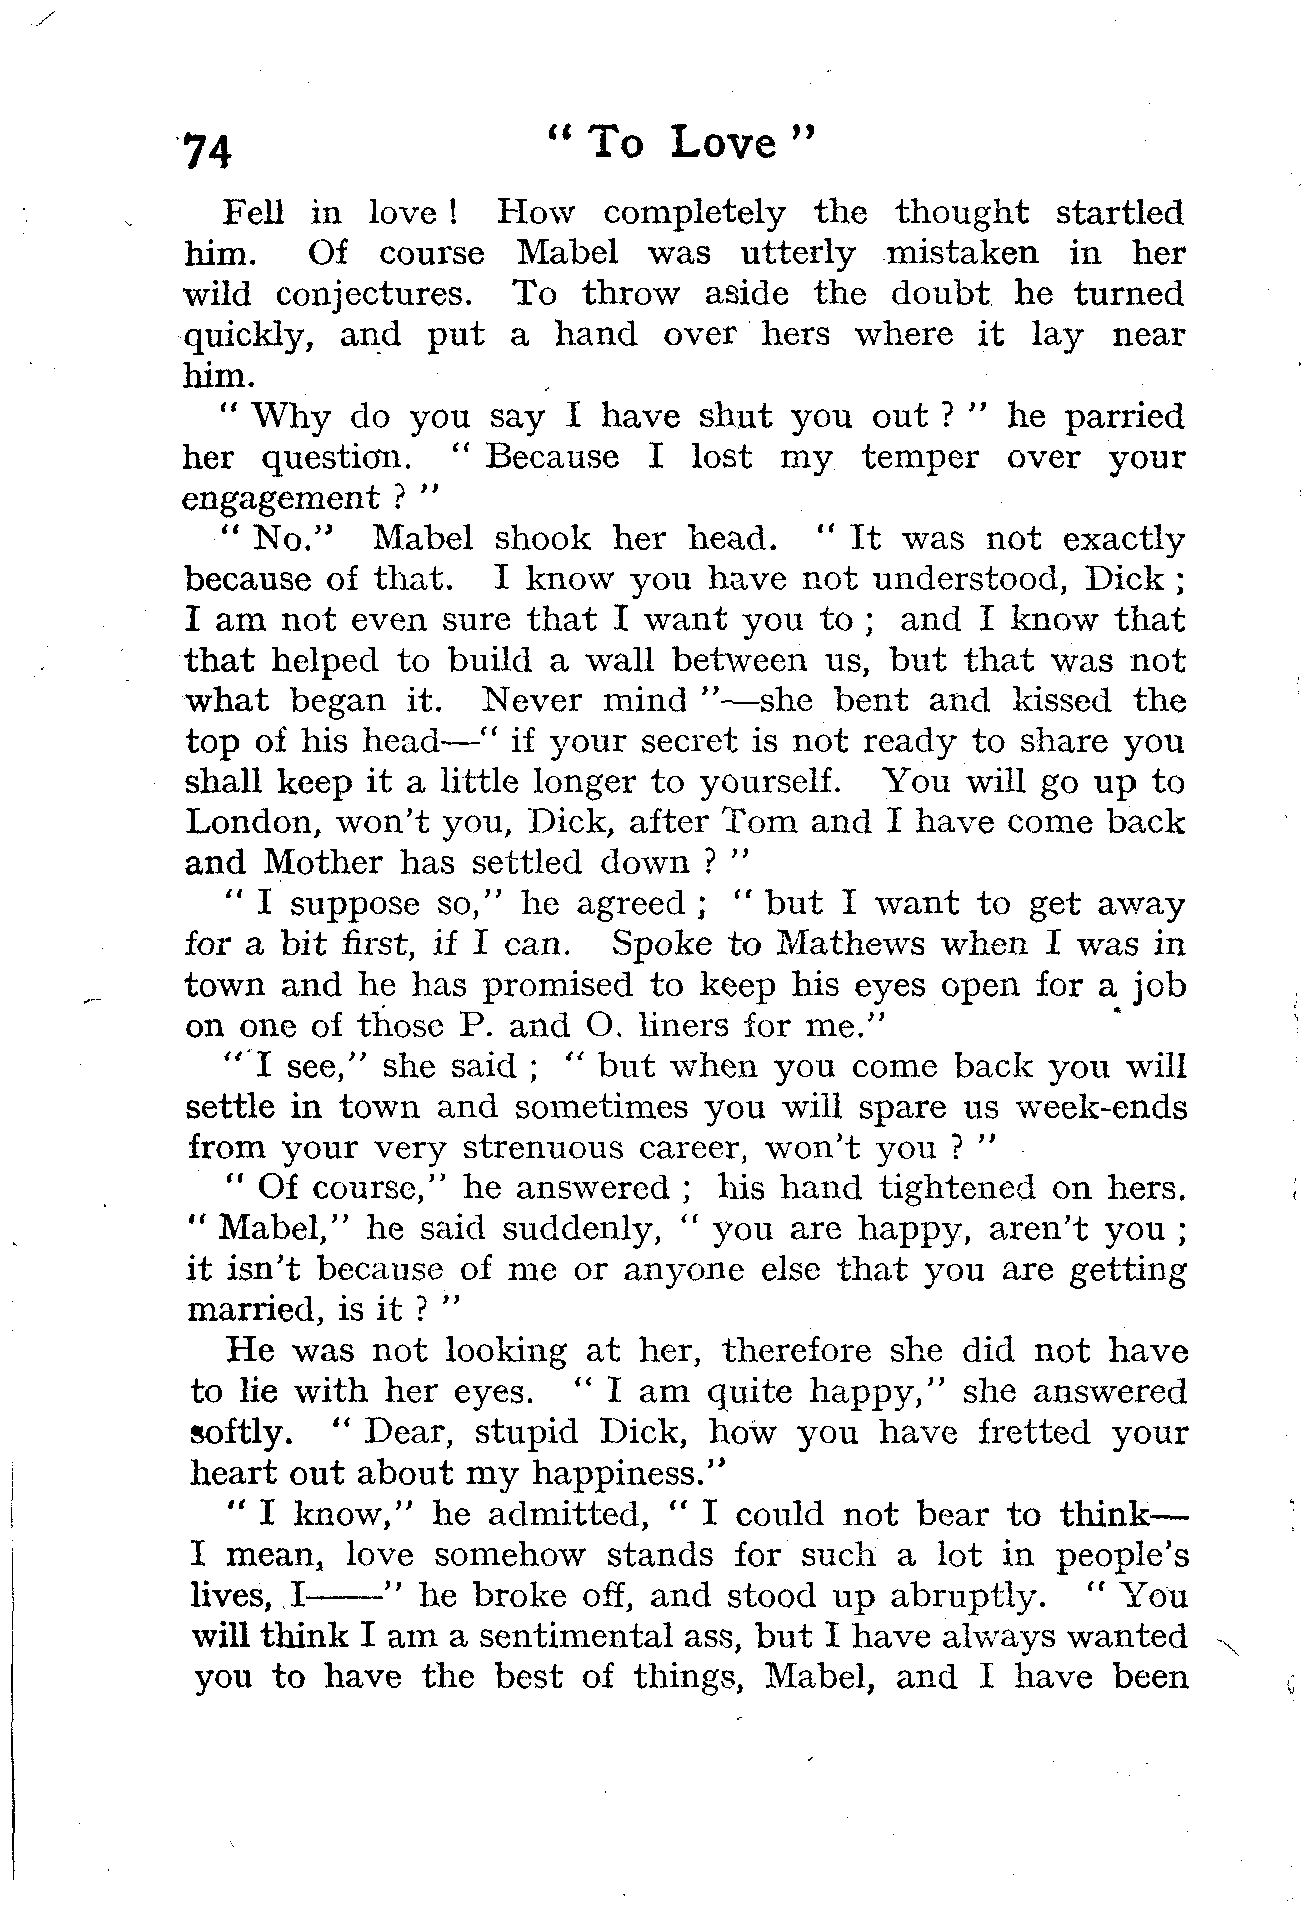 74 “ To Love ”
Fell in love ! How completely the thought startled
him. Of course Mabel was utterly mistaken in her
wild conjectures. To throw aside the doubt he turned
quickly, and put a hand over hers where it lay near
him.
“ Why do you say I have shut you out ? ” he parried
her question. “ Because I lost my temper over your
engagement ? ”
“ No.” Mabel shook her head. “ It was not exactly
because of that. I know you have not understood, Dick ;
I am not even sure that I want you to ; and I know that
that helped to build a wall between us, but that was not
what began it. Never mind ”—she bent and kissed the
top of his head—“ if your secret is not ready to share you
shall keep it a little longer to yourself. You will go up to
London, won’t you, Dick, after Tom and I have come back
and Mother has settled down ? ”
“ I suppose so,” he agreed ; “ but I want to get away
for a bit first, if I can. Spoke to Mathews when I was in
town and he has promised to keep his eyes open for a job
on one of those P. and O. liners for me.”
“ I see,” she said ; “ but when you come back you will
settle in town and sometimes you will spare us week-ends
from your very strenuous career, won’t you ? ”
“ Of course,” he answered ; his hand tightened on hers.
“ Mabel,” he said suddenly, “ you are happy, aren’t you ;
it isn’t because of me or anyone else that you are getting
married, is it ? ”
He was not looking at her, therefore she did not have
to lie with her eyes. “ I am quite happy,” she answered
softly. “ Dear, stupid Dick, how you have fretted your
heart out about my happiness.”
“ I know,” he admitted, “ I could not bear to think—
I mean, love somehow stands for such a lot in people’s
lives, I——” he broke off, and stood up abruptly. “ You
will think I am a sentimental ass, but I have always wanted
you to have the best of things, Mabel, and I have been